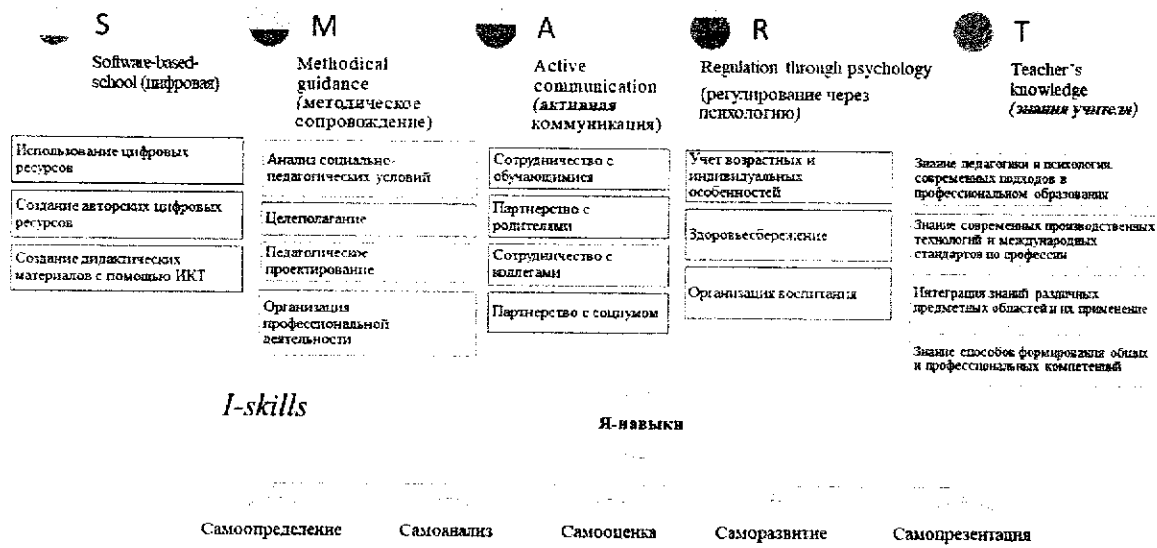 S
Software-based-
school (цифровая)
Использование цифровых
ресурсов
Создание авторских цифровых
ресурсов
Создание дидактических
материалов с помощью ИКТ
M
Methodical
guidance
(методическое
сопровождение)
Анализ социально-
педагогических условий
Целеполагание
Педагогическое
проектирование
Организация
профессиональной
деятельности
A
Active
communication
(активная
коммуникация)
Сотрудничество с
обучающимися
Партнерство с
родителями
Сотрудничество с
коллегами
Партнерство с социумом
R
Regulation through psychology
(регулирование через
психологию)
Учет возрастных и
индивидуальных
особенностей
Здоровьесбережение
Организация воспитания
T
Teacher's
knowledge
(знания учителя)
Знание педагогики и психологии,
современных подходов в
профессиональном образовании
Знание современных производственных
технологий и международных
стандартов по профессии
Интеграция знаний различных
предметных областей и их применение
Знание способов формирования общих
и профессиональных компетенций
I-skills
Я-навыки
Самоопределение
Самоанализ
Самооценка
Саморазвитие
Самопрезентация